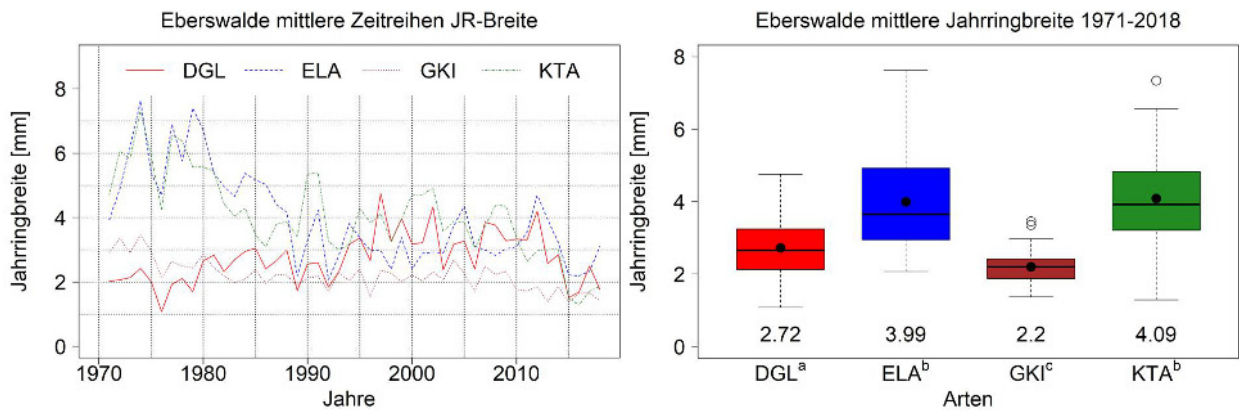 Eberswalde mittlere Zeitreihen JR-Breite
DGL ELA GKI KTA
8
6
4
2
0
Jahrringbreite [mm]
1970 1980 1990 2000 2010
Jahre
Eberswalde mittlere Jahrringbreite 1971-2018
8
6
4
2
0
Jahrringbreite [mm]
2.72 3.99 2.2 4.09
DGLᵃ ELAᵇ GKIᶜ KTAᵇ
Arten